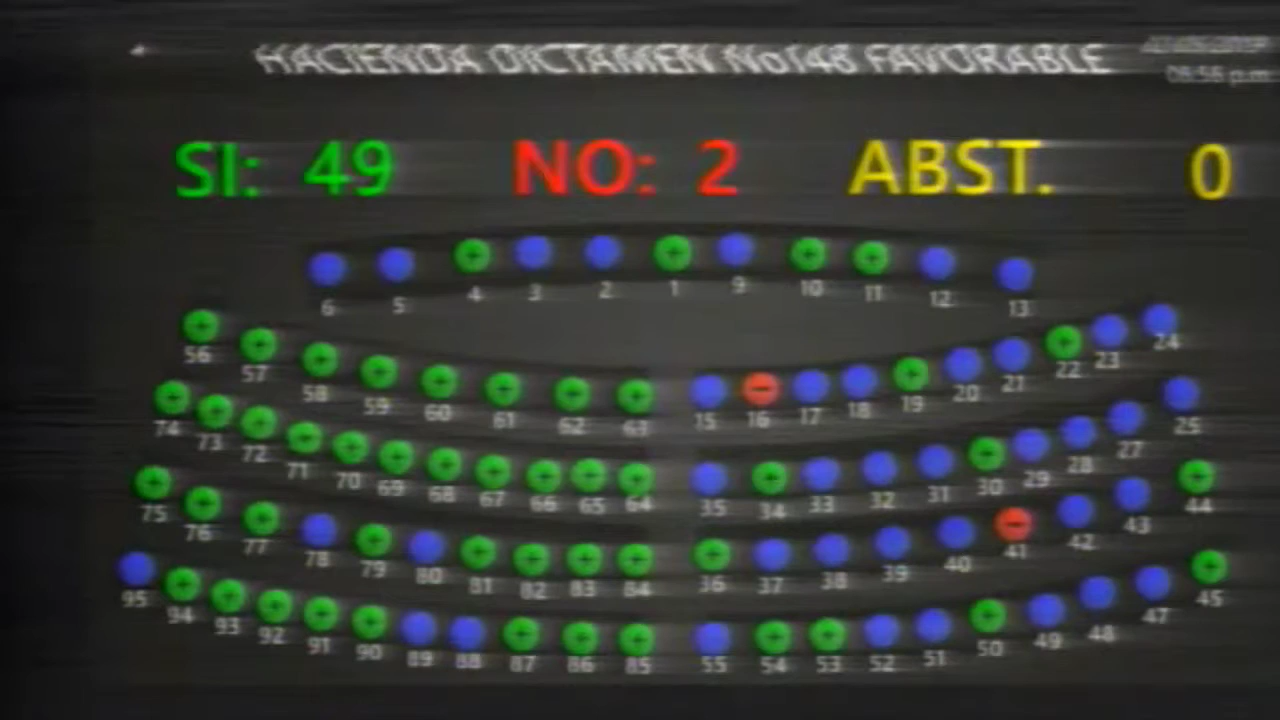 HACIENDA DICTAMEN No148 FAVORABLE
06:56 p.m.
SI: 49 NO: 2 ABST. 0
6 5 4 3 2 1 9 10 11 12 13
56 57 58 59 60 61 62 63 15 16 17 18 19 20 21 22 23 24
74 73 72 71 70 69 68 67 66 65 64 35 34 33 32 31 30 29 28 27 25
75 76 77 78 79 80 81 82 83 84 36 37 38 39 40 41 42 43 44
95 94 93 92 91 90 89 88 87 86 85 55 54 53 52 51 50 49 48 47 45